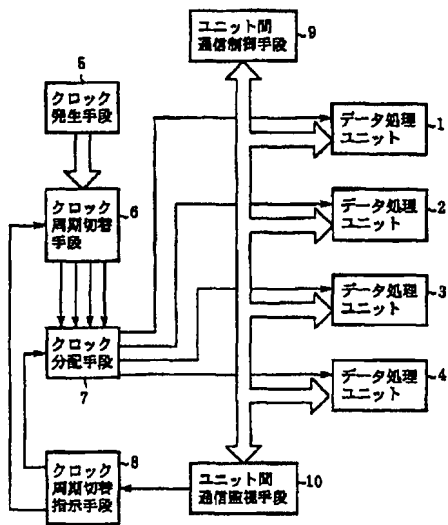 ユニット間
通信制御手段
9
5
クロック
発生手段
データ処理
ユニット
1
6
クロック
周期切替
手段
データ処理
ユニット
2
データ処理
ユニット
3
クロック
分配手段
7
データ処理
ユニット
4
8
クロック
周期切替
指示手段
ユニット間
通信監視手段
10